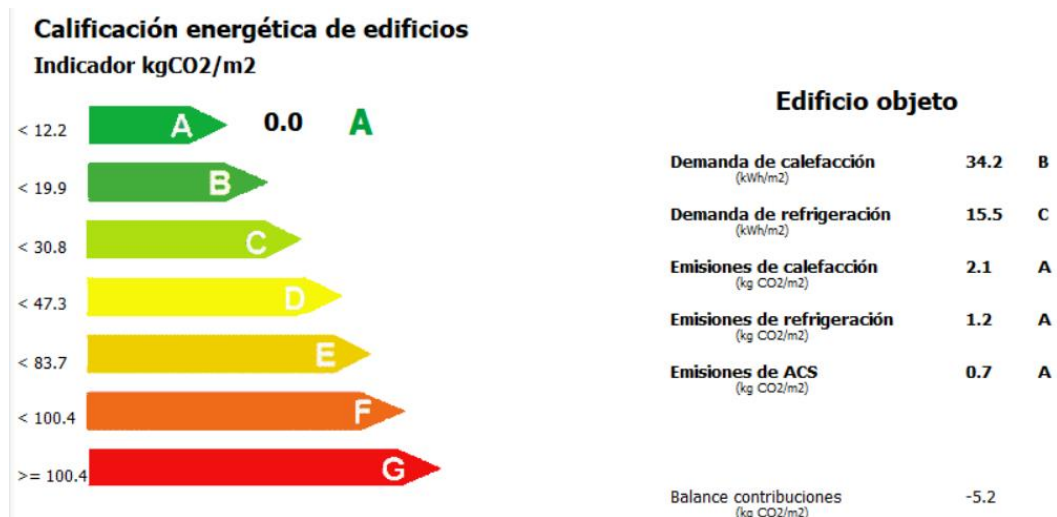 Calificación energética de edificios
Indicador kgCO2/m2
< 12.2 A 0.0 A
< 19.9 B
< 30.8 C
< 47.3 D
< 83.7 E
< 100.4 F
>= 100.4 G
Edificio objeto
Demanda de calefacción 34.2 B
(kWh/m2)
Demanda de refrigeración 15.5 C
(kWh/m2)
Emisiones de calefacción 2.1 A
(kg CO2/m2)
Emisiones de refrigeración 1.2 A
(kg CO2/m2)
Emisiones de ACS 0.7 A
(kg CO2/m2)
Balance contribuciones -5.2
(kg CO2/m2)